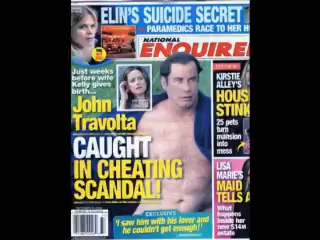 ELIN'S SUICIDE SECRET
PARAMEDICS RACE TO HER H
NATIONAL
ENQUIRE
Just weeks
before wife
Kelly gives
birth...
John
Travolta
CAUGHT
IN CHEATING
SCANDAL!
EXCLUSIVE
'I saw him with his lover and
he couldn't get enough!'
KIRSTIE
ALLEY'S
HOUS
STINK
25 pets
turn
mansion
into
mess
LISA
MARIE'S
MAID
TELLS
What
happens
inside her
new $14m
estate